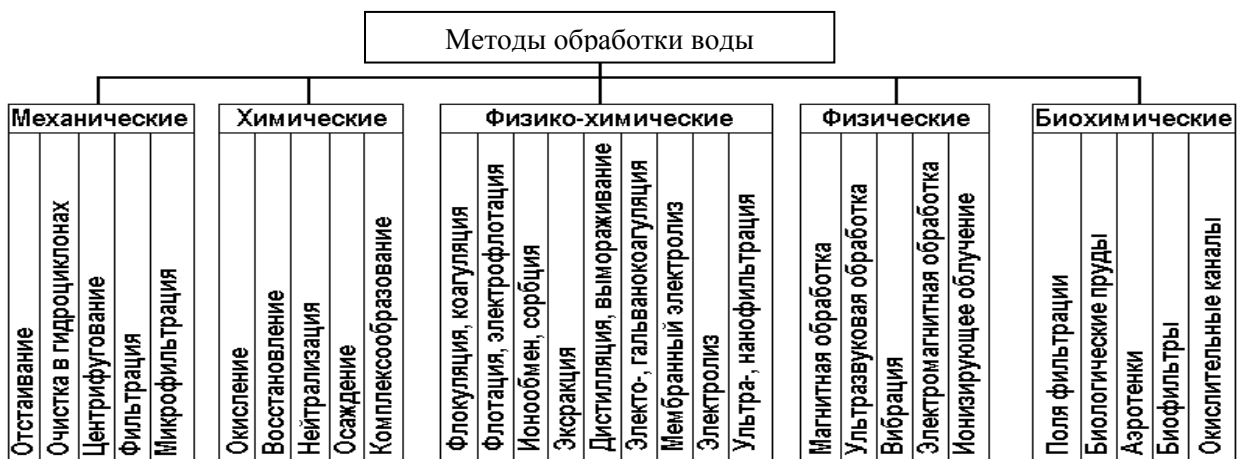 Методы обработки воды
Механические
Отстаивание
Очистка в гидроциклонах
Центрифугование
Фильтрация
Микрофильтрация
Химические
Окисление
Восстановление
Нейтрализация
Осаждение
Комплексообразование
Физико-химические
Флокуляция, коагуляция
Флотация, электрофлотация
Ионообмен, сорбция
Эксракция
Дистилляция, вымораживание
Электо-, гальванокоагуляция
Мембранный электролиз
Электролиз
Ультра-, нанофильтрация
Физические
Магнитная обработка
Ультразвуковая обработка
Вибрация
Электромагнитная обработка
Ионизирующее облучение
Биохимические
Поля фильтрации
Биологические пруды
Аэротенки
Биофильтры
Окислительные каналы